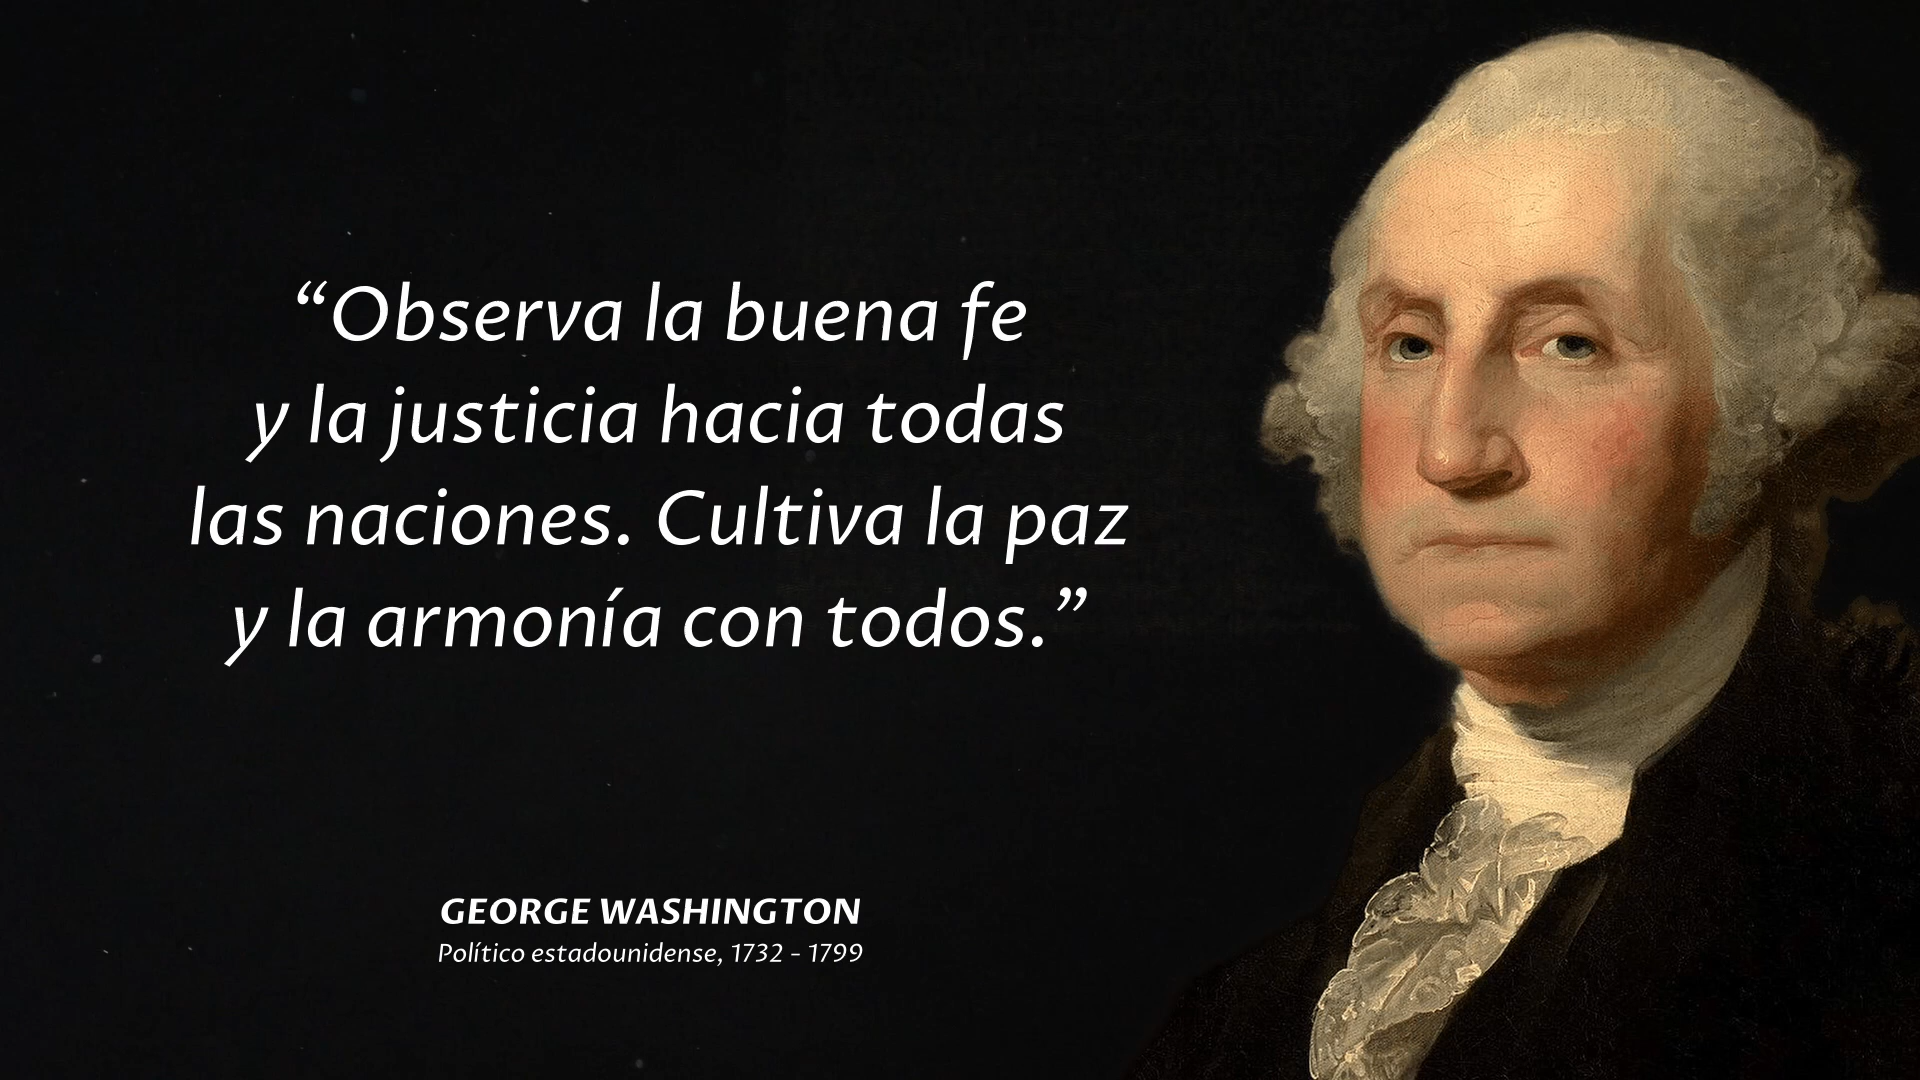 “Observa la buena fe
y la justicia hacia todas
las naciones. Cultiva la paz
y la armonía con todos.”
GEORGE WASHINGTON
Político estadounidense, 1732 - 1799